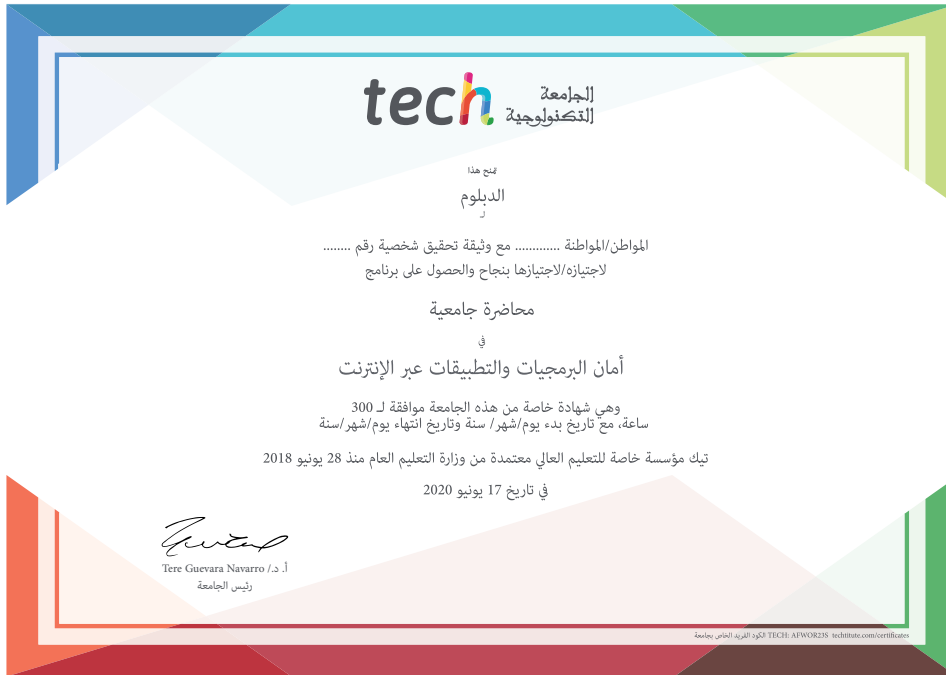 tech الجامعة
التكنولوجية
تمنح هذا
الدبلوم
لـ
المواطن/المواطنة ............ مع وثيقة تحقيق شخصية رقم ........
لاجتيازه/لاجتيازها بنجاح والحصول على برنامج
محاضرة جامعية
في
أمان البرمجيات والتطبيقات عبر الإنترنت
وهي شهادة خاصة من هذه الجامعة موافقة لـ 300
ساعة، مع تاريخ بدء يوم/شهر/ سنة وتاريخ انتهاء يوم/شهر/سنة
تيك مؤسسة خاصة للتعليم العالي معتمدة من وزارة التعليم العام منذ 28 يونيو 2018
في تاريخ 17 يونيو 2020
أ. د./ Tere Guevara Navarro
رئيس الجامعة
الكود الفريد الخاص بجامعة TECH: AFWOR23S techtitute.com/certificates